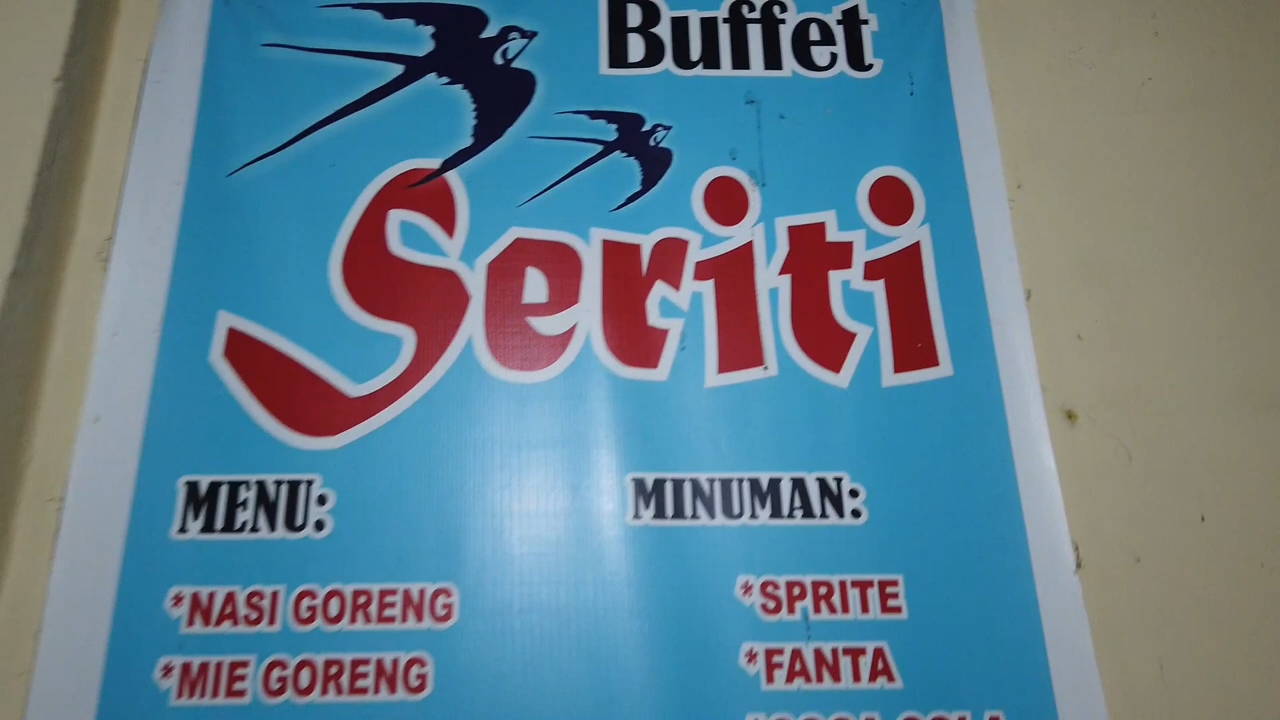 Buffet
Seriti
MENU:
*NASI GORENG
*MIE GORENG
MINUMAN:
*SPRITE
*FANTA